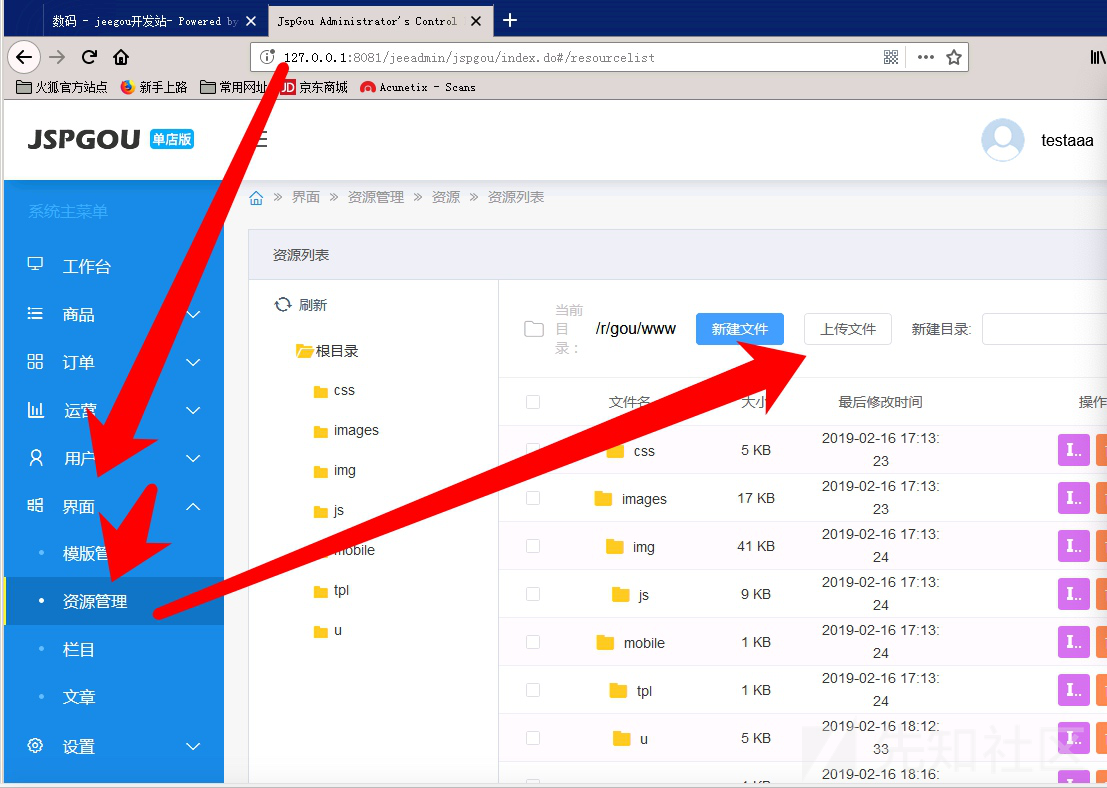 数码 - jeegou开发站- Powered by
JspGou Administrator's Control
127.0.0.1:8081/jeeadmin/jspgou/index.do#/resourcelist
火狐官方站点
新手上路
常用网址
JD 京东商城
Acunetix - Scans
JSPGOU 单店版
testaaa
系统主菜单
工作台
商品
订单
运营
用户
界面
模版管
资源管理
栏目
文章
设置
界面 » 资源管理 » 资源 » 资源列表
资源列表
刷新
根目录
css
images
img
js
mobile
tpl
u
当前
目
录：
/r/gou/www
新建文件
上传文件
新建目录:
文件名
大小
最后修改时间
操作
css
5 KB
2019-02-16 17:13:
23
I..
images
17 KB
2019-02-16 17:13:
23
I..
img
41 KB
2019-02-16 17:13:
24
I..
js
9 KB
2019-02-16 17:13:
24
I..
mobile
1 KB
2019-02-16 17:13:
24
I..
tpl
1 KB
2019-02-16 17:13:
24
I..
u
5 KB
2019-02-16 18:12:
33
I..
2019-02-16 18:16:
先知社区